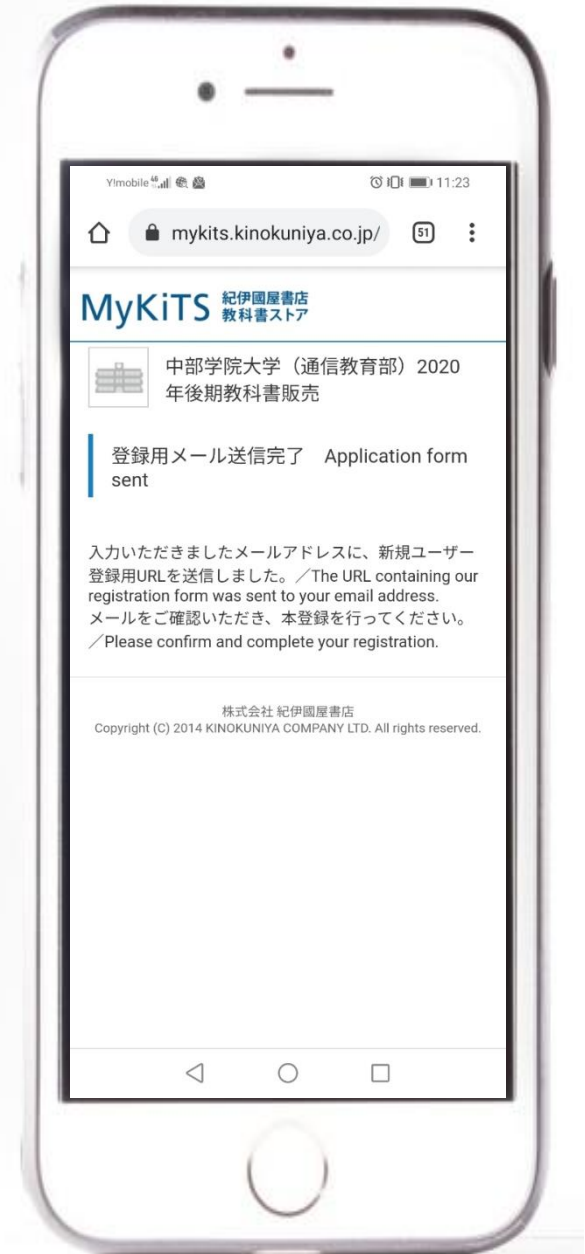 Y!mobile 46 11:23
mykits.kinokuniya.co.jp/ 51
MyKiTS 紀伊國屋書店
教科書ストア
中部学院大学（通信教育部）2020
年後期教科書販売
登録用メール送信完了　Application form
sent
入力いただきましたメールアドレスに、新規ユーザー
登録用URLを送信しました。／The URL containing our
registration form was sent to your email address.
メールをご確認いただき、本登録を行ってください。
／Please confirm and complete your registration.
株式会社 紀伊國屋書店
Copyright (C) 2014 KINOKUNIYA COMPANY LTD. All rights reserved.